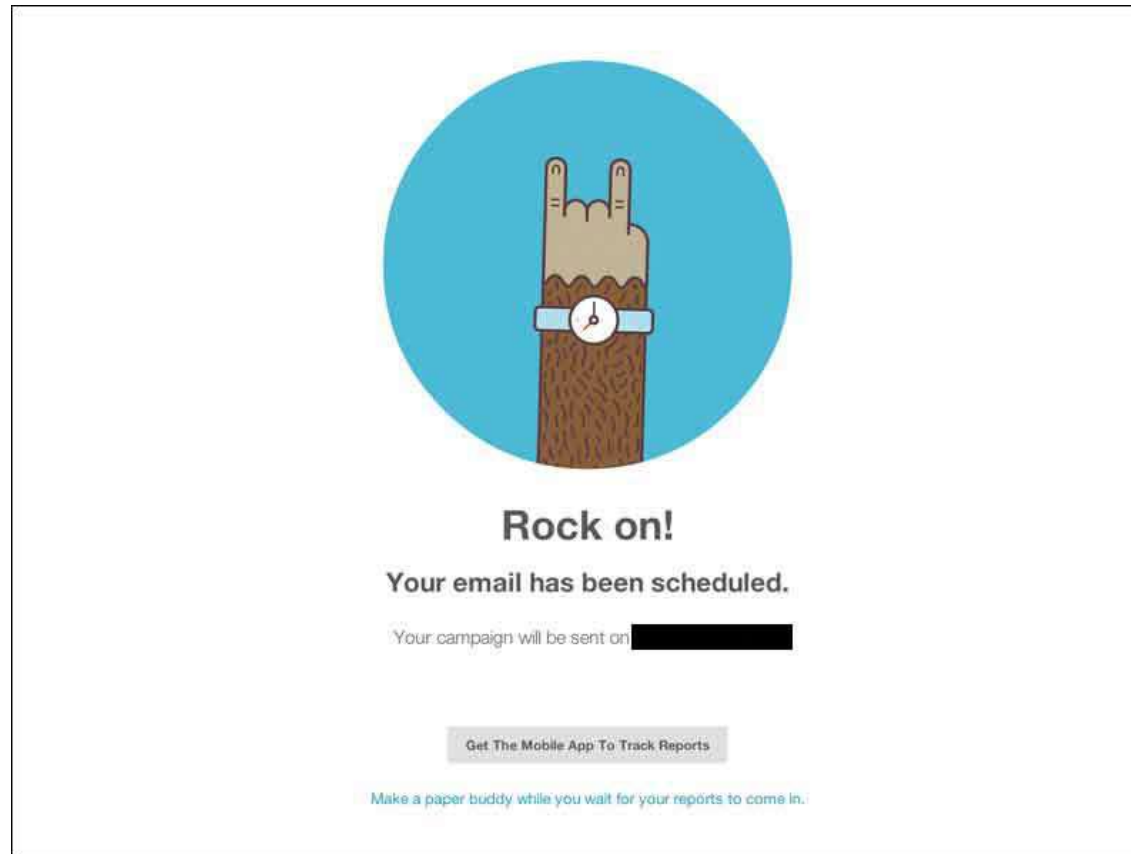 Rock on!
Your email has been scheduled.
Your campaign will be sent on
Get The Mobile App To Track Reports
Make a paper buddy while you wait for your reports to come in.